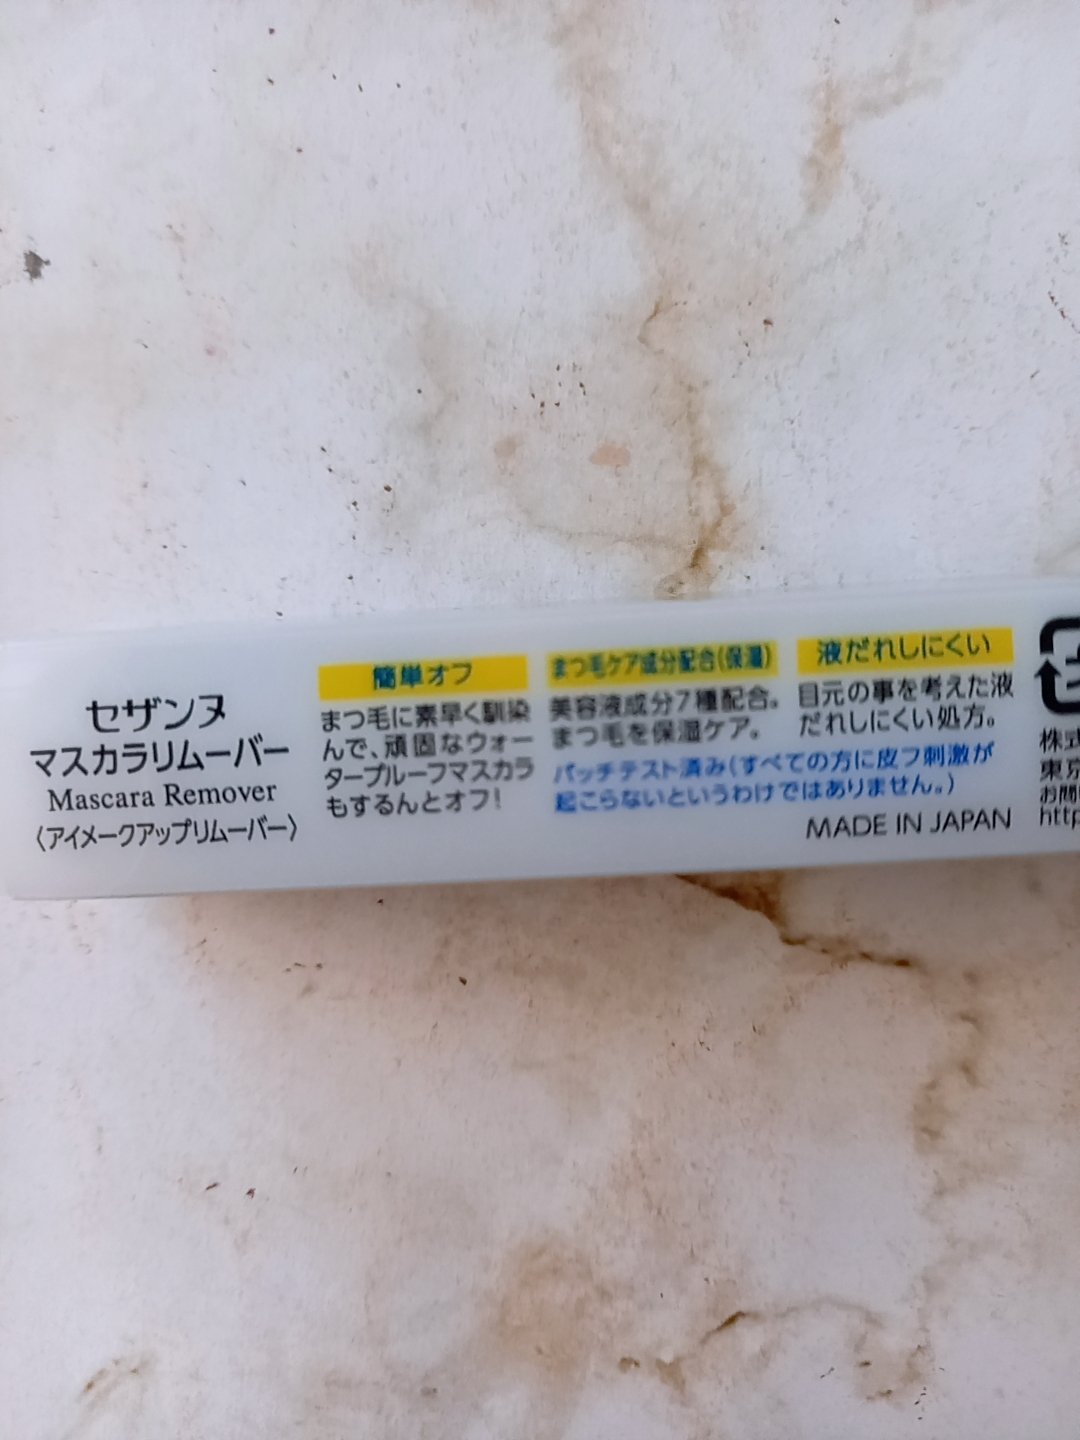 セザンヌ
マスカラリムーバー
Mascara Remover
〈アイメークアップリムーバー〉
簡単オフ
まつ毛に素早く馴染
んで、頑固なウォー
タープルーフマスカラ
もするんとオフ!
まつ毛ケア成分配合(保湿)
美容液成分7種配合。
まつ毛を保湿ケア。
液だれしにくい
目元の事を考えた液
だれしにくい処方。
パッチテスト済み(すべての方に皮フ刺激が
起こらないというわけではありません。)
MADE IN JAPAN
株式
東京
お問
http